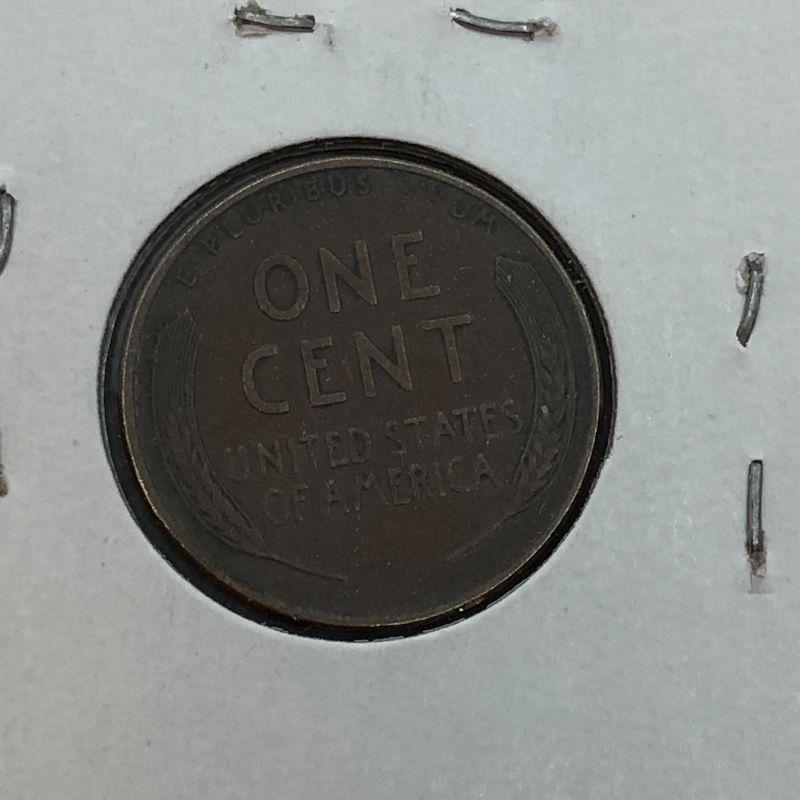 E PLURIBUS UNUM
ONE
CENT
UNITED STATES
OF AMERICA